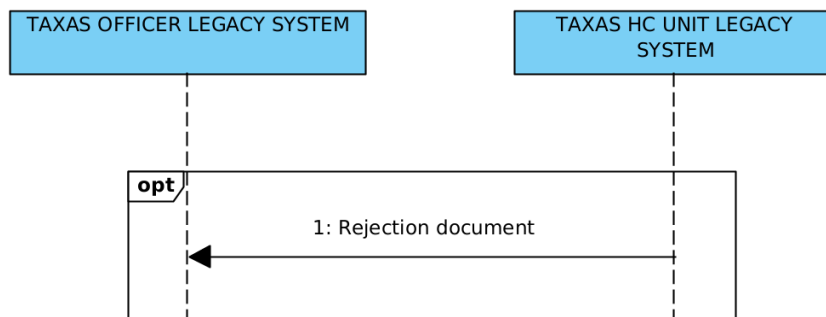 TAXAS OFFICER LEGACY SYSTEM
TAXAS HC UNIT LEGACY
SYSTEM
opt
1: Rejection document